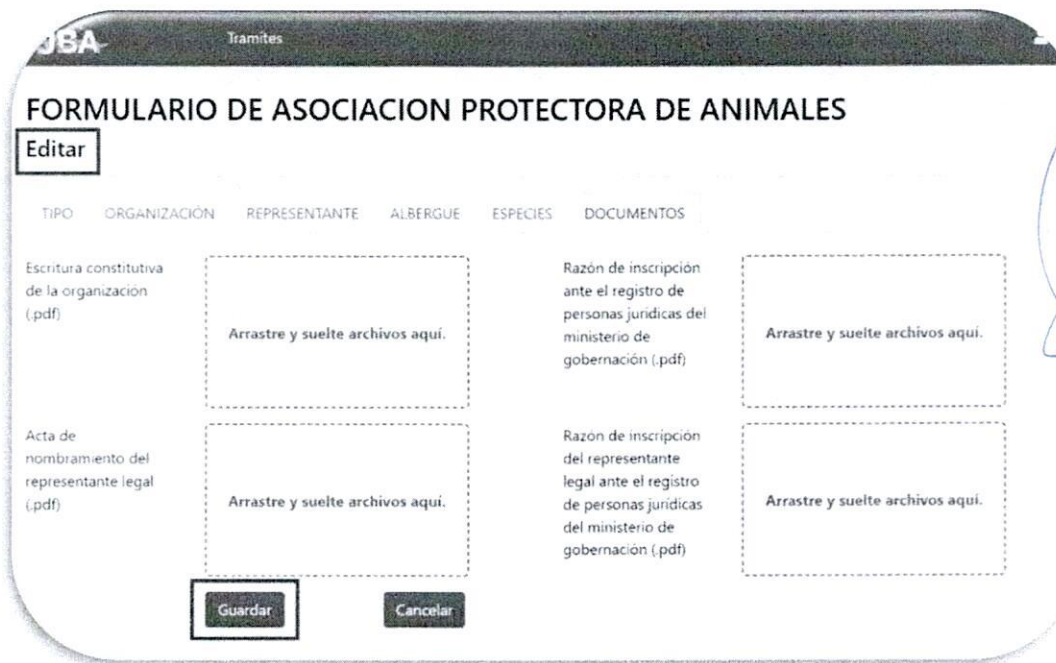 UBA
Tramites
FORMULARIO DE ASOCIACION PROTECTORA DE ANIMALES
Editar
TIPO ORGANIZACIÓN REPRESENTANTE ALBERGUE ESPECIES DOCUMENTOS
Escritura constitutiva
de la organización
(.pdf)
Arrastre y suelte archivos aquí.
Razón de inscripción
ante el registro de
personas jurídicas del
ministerio de
gobernación (.pdf)
Arrastre y suelte archivos aquí.
Acta de
nombramiento del
representante legal
(.pdf)
Arrastre y suelte archivos aquí.
Razón de inscripción
del representante
legal ante el registro
de personas jurídicas
del ministerio de
gobernación (.pdf)
Arrastre y suelte archivos aquí.
Guardar
Cancelar